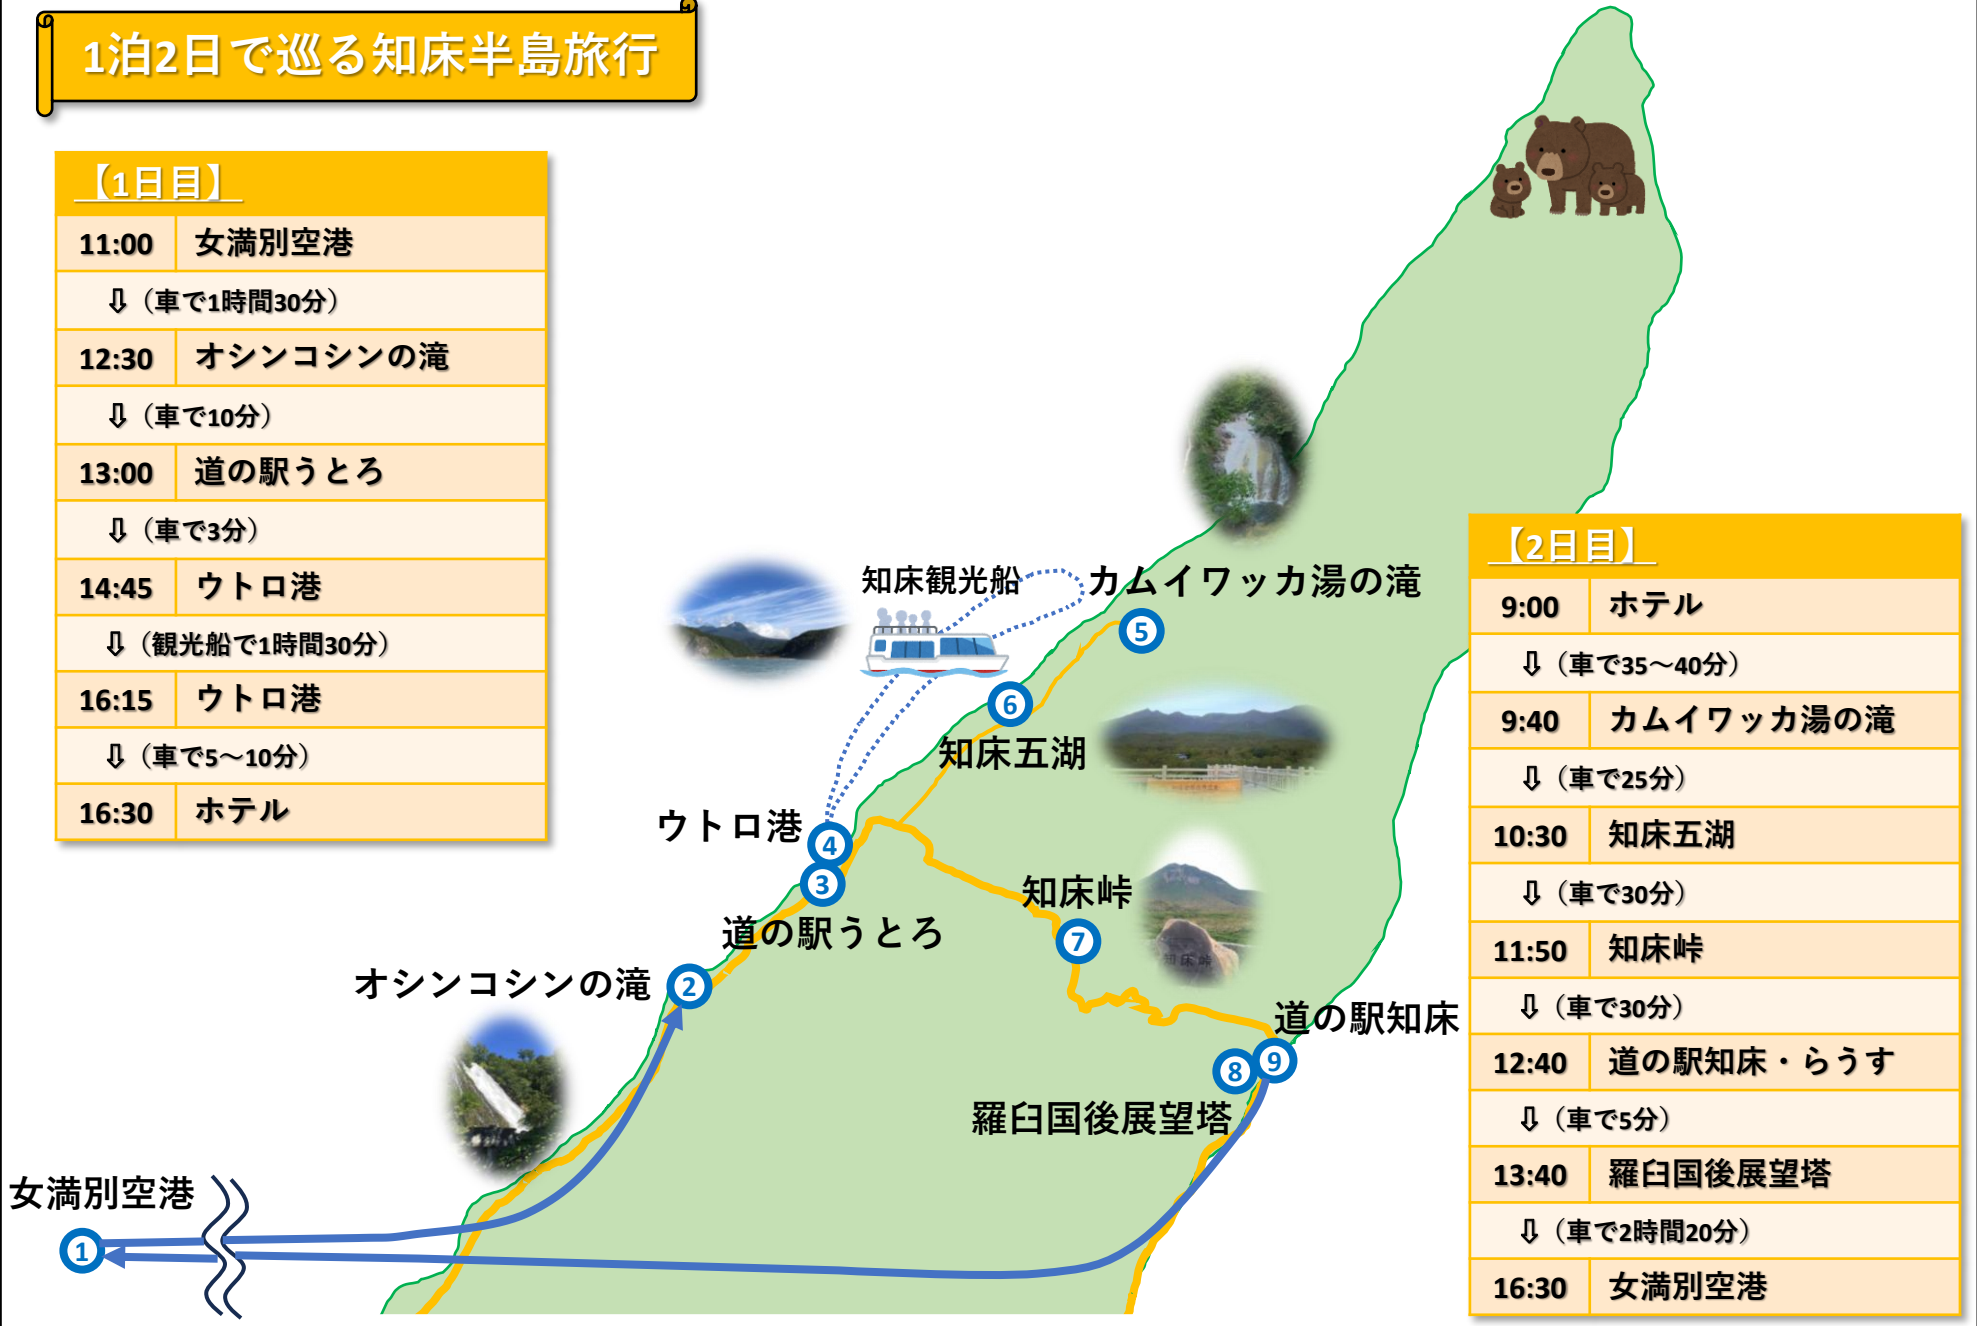 1泊2日で巡る知床半島旅行
【1日目】
11:00 女満別空港
⇩（車で1時間30分）
12:30 オシンコシンの滝
⇩（車で10分）
13:00 道の駅うとろ
⇩（車で3分）
14:45 ウトロ港
⇩（観光船で1時間30分）
16:15 ウトロ港
⇩（車で5～10分）
16:30 ホテル
知床観光船
カムイワッカ湯の滝
5
6
知床五湖
ウトロ港
4
3
道の駅うとろ
知床峠
7
知床峠
オシンコシンの滝
2
道の駅知床
8
9
羅臼国後展望塔
女満別空港
1
【2日目】
9:00 ホテル
⇩（車で35～40分）
9:40 カムイワッカ湯の滝
⇩（車で25分）
10:30 知床五湖
⇩（車で30分）
11:50 知床峠
⇩（車で30分）
12:40 道の駅知床・らうす
⇩（車で5分）
13:40 羅臼国後展望塔
⇩（車で2時間20分）
16:30 女満別空港